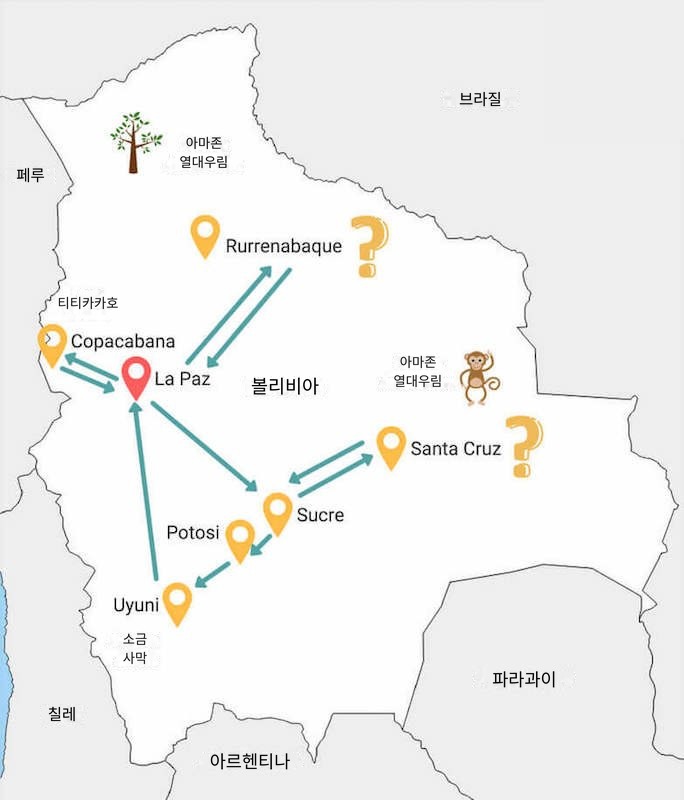 브라질
아마존
열대우림
페루
Rurrenabaque
?
티티카카호
Copacabana
La Paz
볼리비아
아마존
열대우림
Santa Cruz
?
Sucre
Potosi
Uyuni
소금
사막
파라과이
칠레
아르헨티나